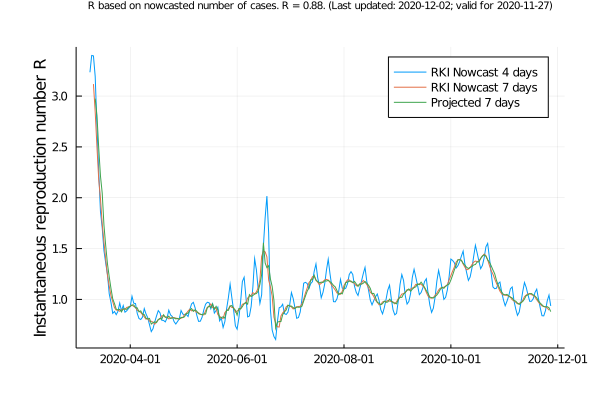 R based on nowcasted number of cases. R = 0.88. (Last updated: 2020-12-02; valid for 2020-11-27)
Instantaneous reproduction number R
3.0
2.5
2.0
1.5
1.0
RKI Nowcast 4 days
RKI Nowcast 7 days
Projected 7 days
2020-04-01
2020-06-01
2020-08-01
2020-10-01
2020-12-01